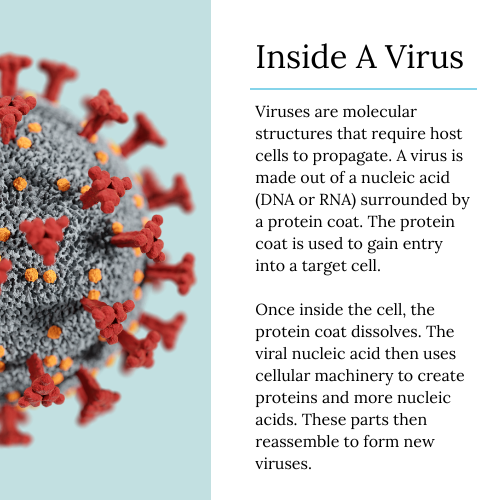 Inside A Virus
Viruses are molecular
structures that require host
cells to propagate. A virus is
made out of a nucleic acid
(DNA or RNA) surrounded by
a protein coat. The protein
coat is used to gain entry
into a target cell.
Once inside the cell, the
protein coat dissolves. The
viral nucleic acid then uses
cellular machinery to create
proteins and more nucleic
acids. These parts then
reassemble to form new
viruses.